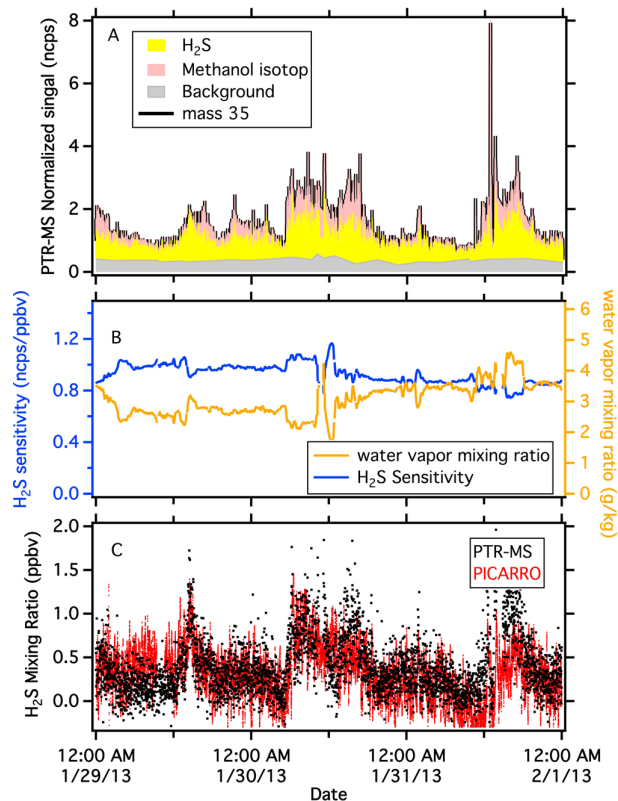 PTR-MS Normalized singal (ncps)
8
6
4
2
0
A
H₂S
Methanol isotop
Background
mass 35
H₂S sensitivity (ncps/ppbv)
1.2
0.8
0.4
0.0
B
water vapor mixing ratio
H₂S Sensitivity
6
5
4
3
2
1
0
water vapor mixing ratio (g/kg)
H₂S Mixing Ratio (ppbv)
2.0
1.5
1.0
0.5
0.0
C
PTR-MS
PICARRO
12:00 AM 12:00 AM 12:00 AM 12:00 AM
1/29/13 1/30/13 1/31/13 2/1/13
Date